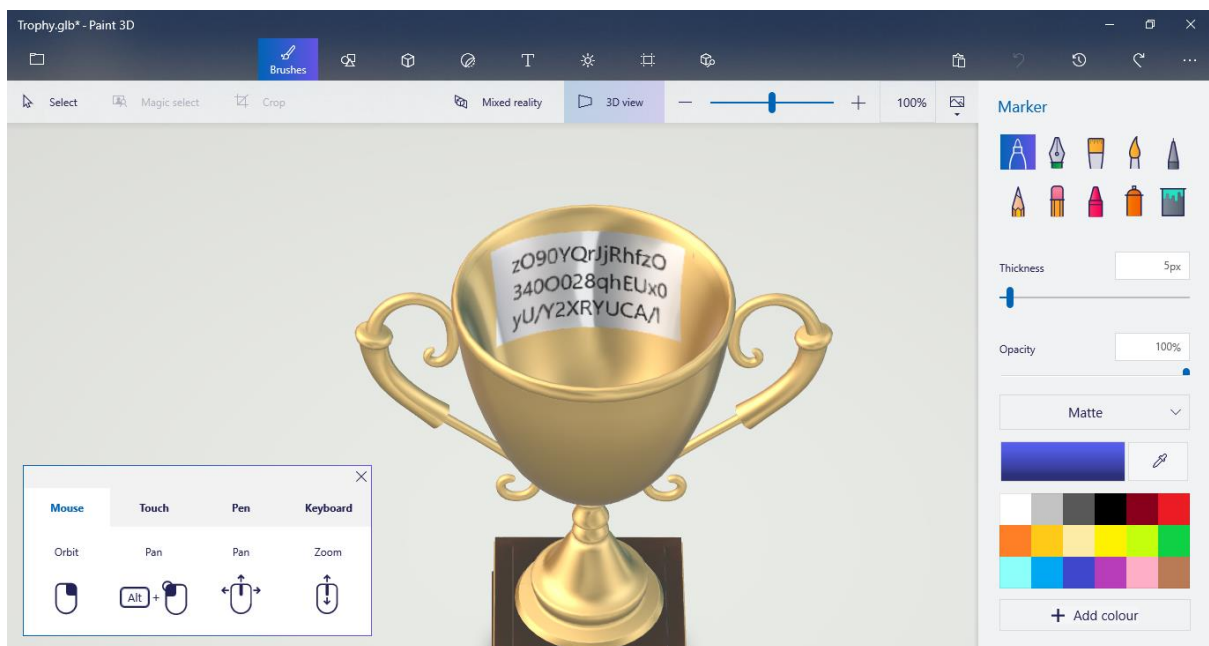 Trophy.glb* - Paint 3D
Brushes
Select
Magic select
Crop
Mixed reality
3D view
100%
Marker
zO90YQrJjRhfzO
340O028qhEUx0
yU/Y2XRYUCA/l
Thickness
5px
Opacity
100%
Matte
Mouse
Touch
Pen
Keyboard
Orbit
Pan
Pan
Zoom
Alt
+
Add colour